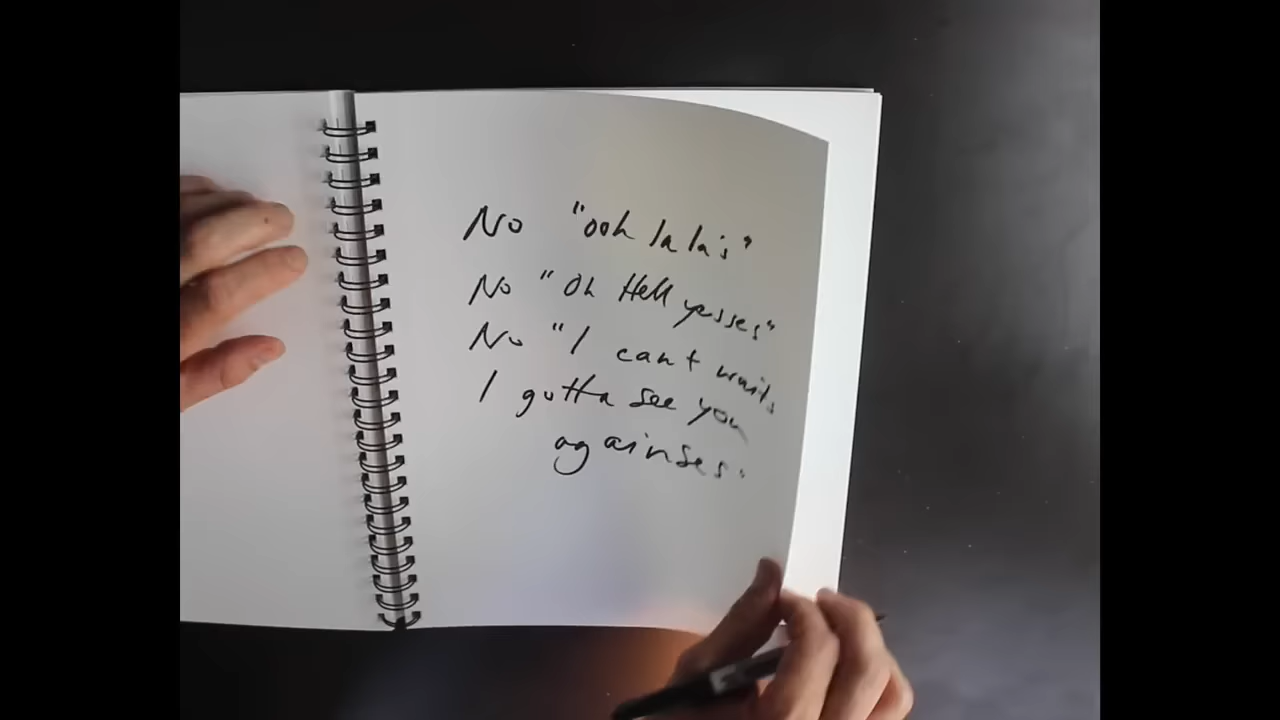 No "ooh la la's"
No "Oh Hell yesses"
No "I can't waits
I gotta see you
againses"